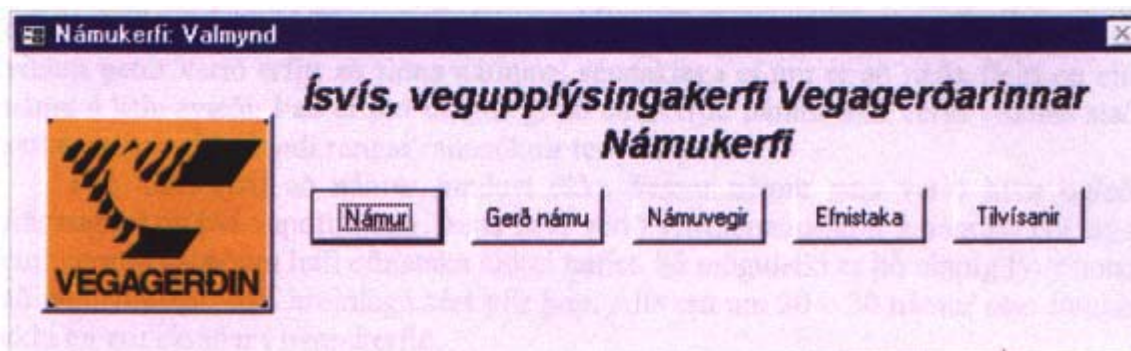 Námukerfi: Valmynd
Ísvís, vegupplýsingakerfi Vegagerðarinnar
Námukerfi
Námur Gerð námu Námuvegir Efnistaka Tilvísanir
VEGAGERÐIN